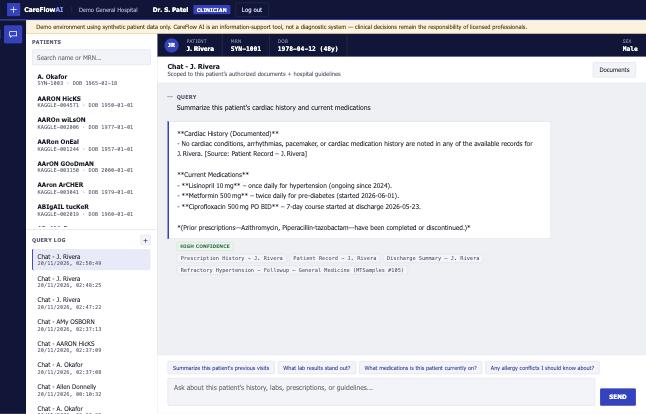 CareFlowAI
Demo General Hospital
Dr. S. Patel
CLINICIAN
Log out
Demo environment using synthetic patient data only. CareFlow AI is an information-support tool, not a diagnostic system — clinical decisions remain the responsibility of licensed professionals.
PATIENTS
Search name or MRN...
A. Okafor
SYN-1003 · DOB 1965-02-18
AARON HicKS
KAGGLE-004571 · DOB 1950-01-01
AAROn wiLsON
KAGGLE-002006 · DOB 1977-01-01
AARon OnEal
KAGGLE-001244 · DOB 1957-01-01
AArON GOoDmAN
KAGGLE-003150 · DOB 2000-01-01
AAron ArCHER
KAGGLE-003041 · DOB 1979-01-01
ABIgAIL tucKeR
KAGGLE-002019 · DOB 1960-01-01
QUERY LOG
+
Chat - J. Rivera
20/11/2026, 02:50:49
Chat - J. Rivera
20/11/2026, 02:48:25
Chat - J. Rivera
20/11/2026, 02:47:22
Chat - AMy OSBORN
20/11/2026, 02:37:13
Chat - AARON HicKS
20/11/2026, 02:37:09
Chat - A. Okafor
20/11/2026, 02:37:08
Chat - Allen Donnelly
20/11/2026, 00:10:32
Chat - A. Okafor
JR
PATIENT
J. Rivera
MRN
SYN-1001
DOB
1978-04-12 (48y)
SEX
Male
Chat - J. Rivera
Scoped to this patient's authorized documents + hospital guidelines
Documents
— QUERY
Summarize this patient's cardiac history and current medications
**Cardiac History (Documented)**
- No cardiac conditions, arrhythmias, pacemaker, or cardiac medication history are noted in any of the available records for
J. Rivera. [Source: Patient Record – J. Rivera]
**Current Medications**
- **Lisinopril 10 mg** – once daily for hypertension (ongoing since 2024).
- **Metformin 500 mg** – twice daily for pre-diabetes (started 2026-06-01).
- **Ciprofloxacin 500 mg PO BID** – 7-day course started at discharge 2026-05-23.
*(Prior prescriptions—Azithromycin, Piperacillin-tazobactam—have been completed or discontinued.)*
HIGH CONFIDENCE
Prescription History — J. Rivera
Patient Record — J. Rivera
Discharge Summary — J. Rivera
Refractory Hypertension - Followup — General Medicine (MTSamples #105)
Summarize this patient's previous visits
What lab results stand out?
What medications is this patient currently on?
Any allergy conflicts I should know about?
Ask about this patient's history, labs, prescriptions, or guidelines...
SEND